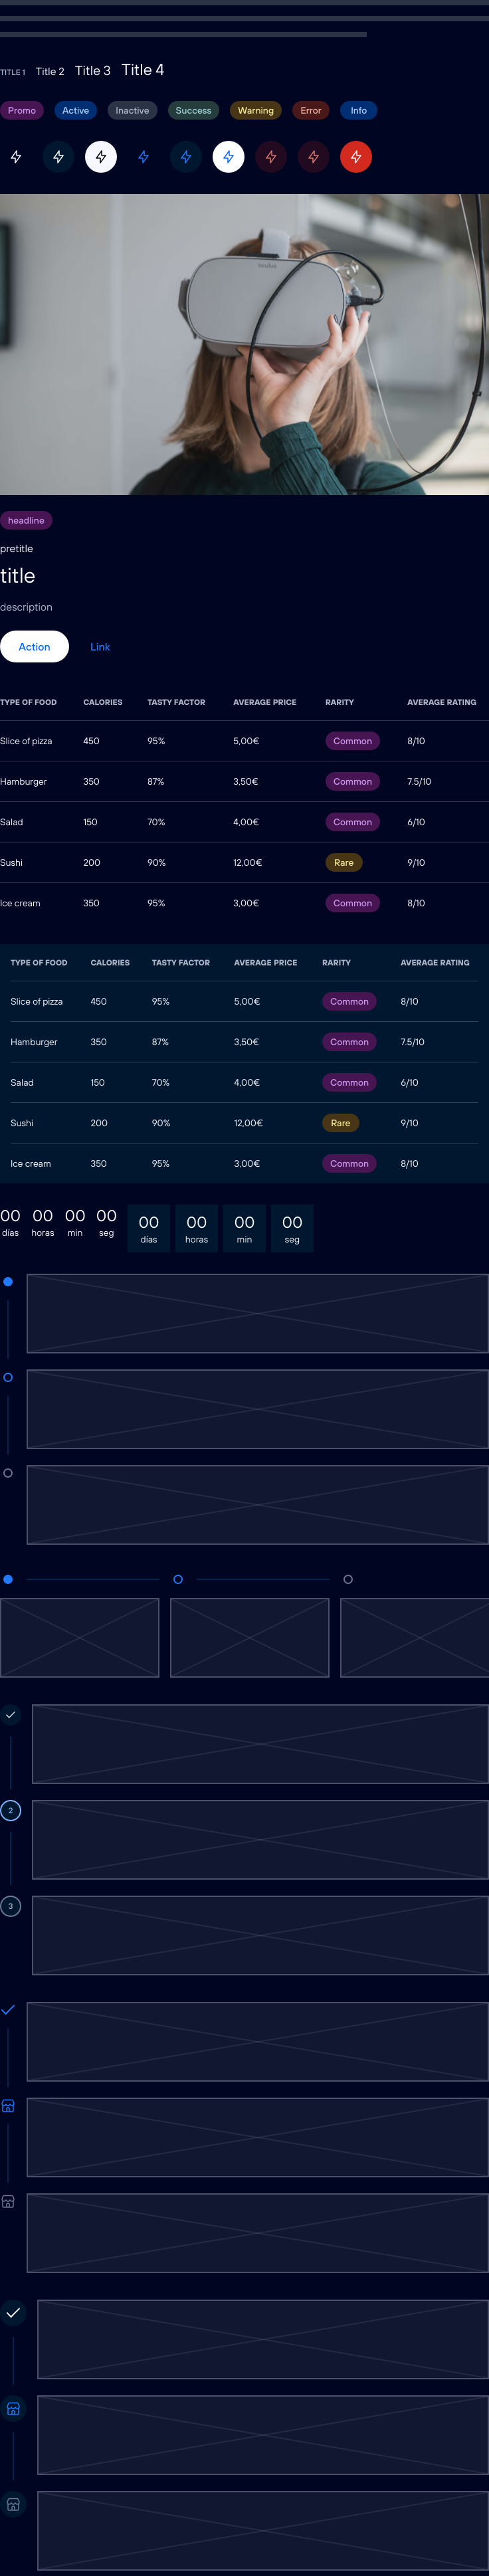 TITLE 1 Title 2 Title 3 Title 4
Promo Active Inactive Success Warning Error Info
oculus
headline
pretitle
title
description
Action Link
TYPE OF FOOD CALORIES TASTY FACTOR AVERAGE PRICE RARITY AVERAGE RATING
Slice of pizza 450 95% 5,00€ Common 8/10
Hamburger 350 87% 3,50€ Common 7.5/10
Salad 150 70% 4,00€ Common 6/10
Sushi 200 90% 12,00€ Rare 9/10
Ice cream 350 95% 3,00€ Common 8/10
TYPE OF FOOD CALORIES TASTY FACTOR AVERAGE PRICE RARITY AVERAGE RATING
Slice of pizza 450 95% 5,00€ Common 8/10
Hamburger 350 87% 3,50€ Common 7.5/10
Salad 150 70% 4,00€ Common 6/10
Sushi 200 90% 12,00€ Rare 9/10
Ice cream 350 95% 3,00€ Common 8/10
00 00 00 00 00 00 00 00
días horas min seg días horas min seg
2
3